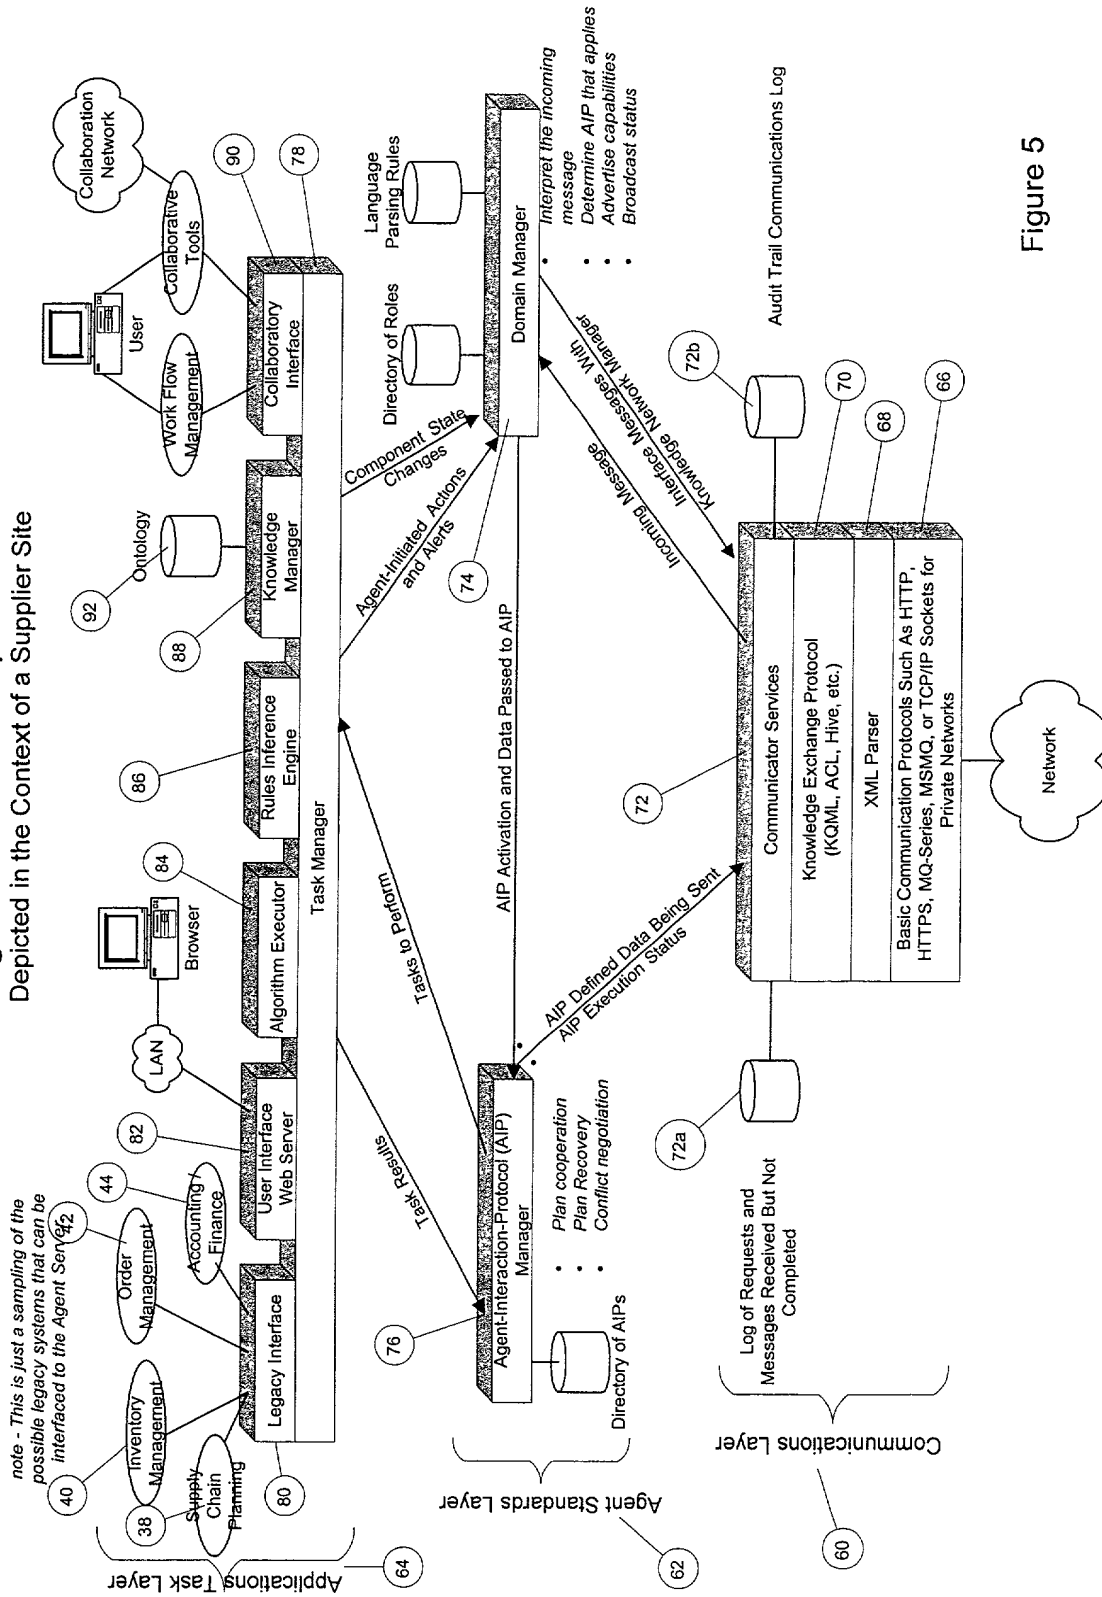 Depicted in the Context of a Supplier Site
note - This is just a sampling of the
possible legacy systems that can be
interfaced to the Agent Server
42
40
38
44
Inventory
Management
Order
Management
Supply
Chain
Planning
Accounting /
Finance
82
LAN
Browser
84
86
88
92
Ontology
Work Flow
Management
User
Collaborative
Tools
Collaboration
Network
90
78
80
Legacy Interface
User Interface
Web Server
Algorithm Executor
Rules Inference
Engine
Knowledge
Manager
Collaboratory
Interface
Task Manager
Applications Task Layer
64
Task Results
Tasks to Perform
Agent-Initiated Actions
and Alerts
Component State
Changes
Directory of Roles
Language
Parsing Rules
76
Agent-Interaction-Protocol (AIP)
Manager
Directory of AIPs
• Plan cooperation
• Plan Recovery
• Conflict negotiation
AIP Activation and Data Passed to AIP
74
Domain Manager
• Interpret the incoming
message
• Determine AIP that applies
• Advertise capabilities
• Broadcast status
Agent Standards Layer
62
• AIP Defined Data Being Sent
• AIP Execution Status
Incoming Message
Interface Messages With
Knowledge Network Manager
72a
Log of Requests and
Messages Received But Not
Completed
72
72b
Audit Trail Communications Log
Communicator Services
Knowledge Exchange Protocol
(KQML, ACL, Hive, etc.)
70
XML Parser
68
Basic Communication Protocols Such As HTTP,
HTTPS, MQ-Series, MSMQ, or TCP/IP Sockets for
Private Networks
66
Communications Layer
60
Network
Figure 5